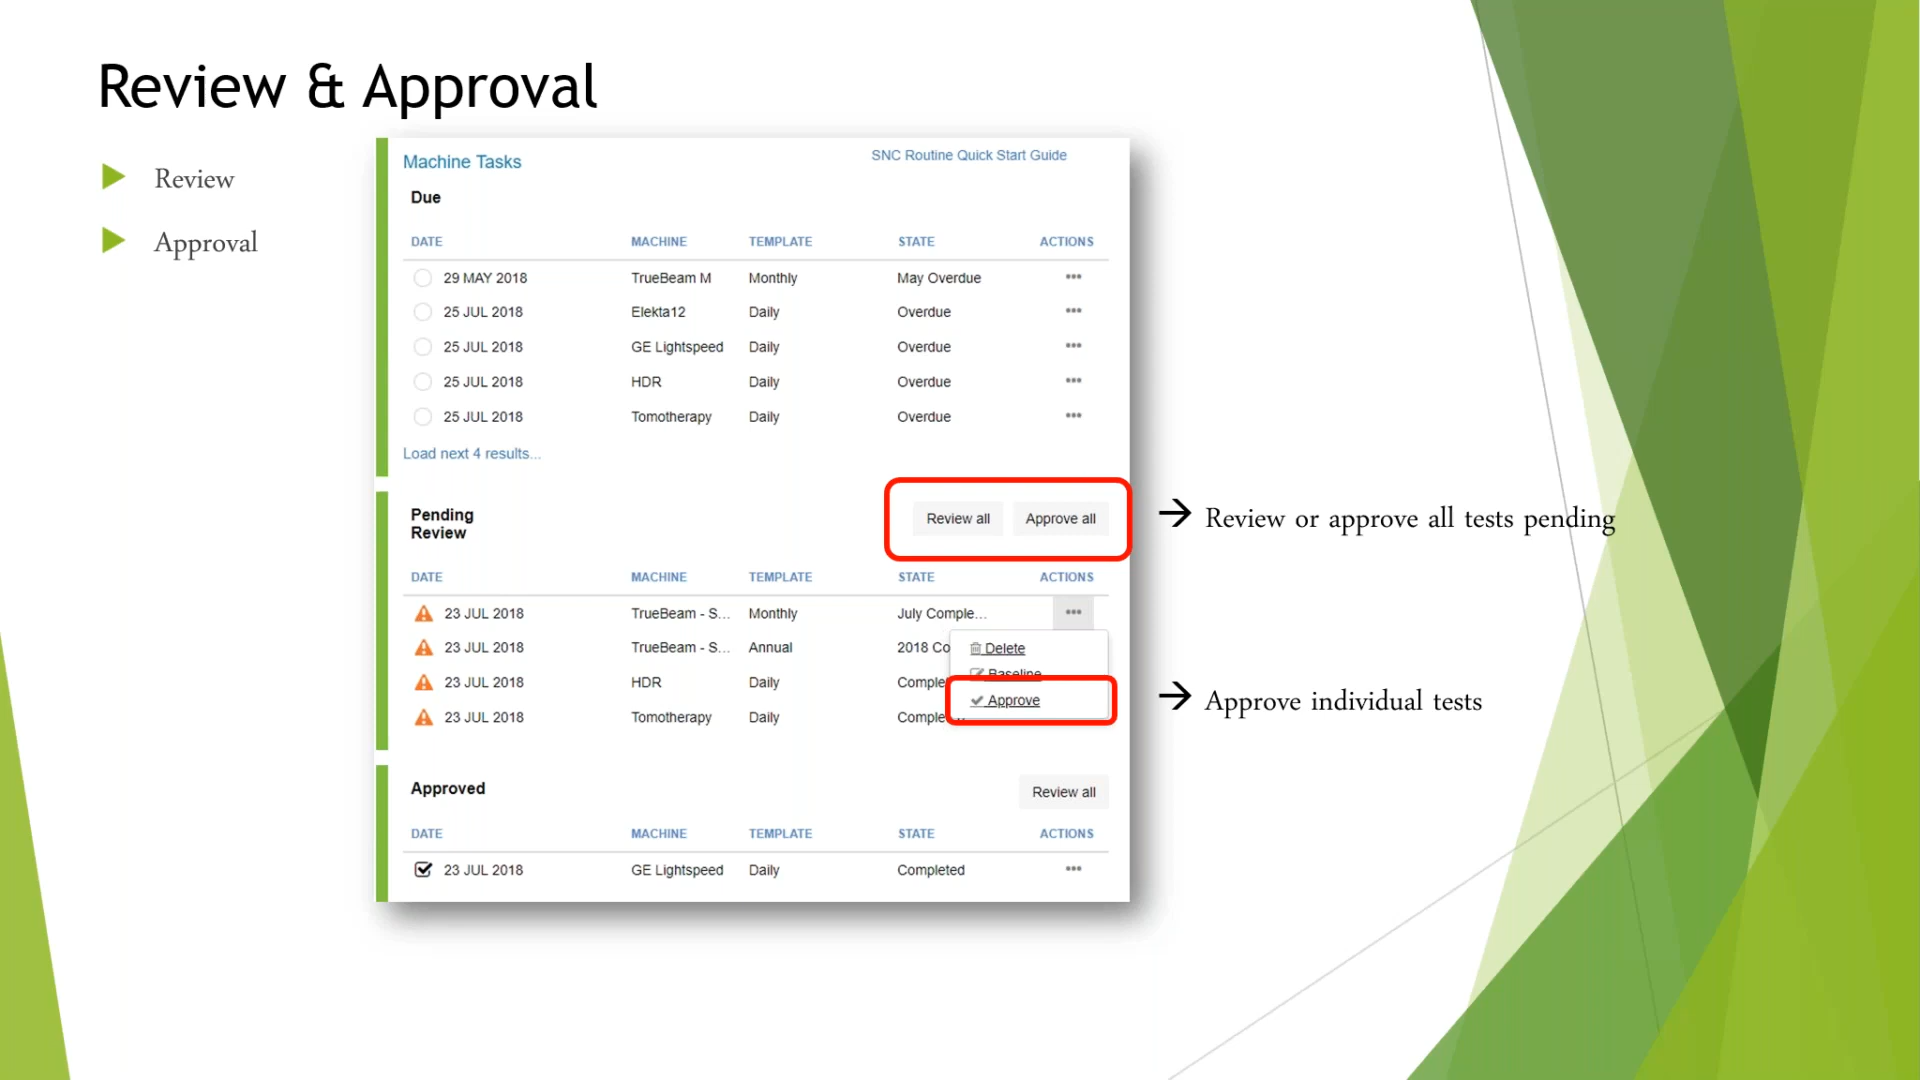 Review & Approval
Review
Approval
Machine Tasks
SNC Routine Quick Start Guide
Due
DATE MACHINE TEMPLATE STATE ACTIONS
29 MAY 2018 TrueBeam M Monthly May Overdue •••
25 JUL 2018 Elekta12 Daily Overdue •••
25 JUL 2018 GE Lightspeed Daily Overdue •••
25 JUL 2018 HDR Daily Overdue •••
25 JUL 2018 Tomotherapy Daily Overdue •••
Load next 4 results...
Pending
Review
Review all Approve all
→ Review or approve all tests pending
DATE MACHINE TEMPLATE STATE ACTIONS
23 JUL 2018 TrueBeam - S... Monthly July Comple... •••
23 JUL 2018 TrueBeam - S... Annual 2018 Co
23 JUL 2018 HDR Daily Comple
23 JUL 2018 Tomotherapy Daily Comple
Delete
Baseline
Approve
→ Approve individual tests
Approved
Review all
DATE MACHINE TEMPLATE STATE ACTIONS
23 JUL 2018 GE Lightspeed Daily Completed •••